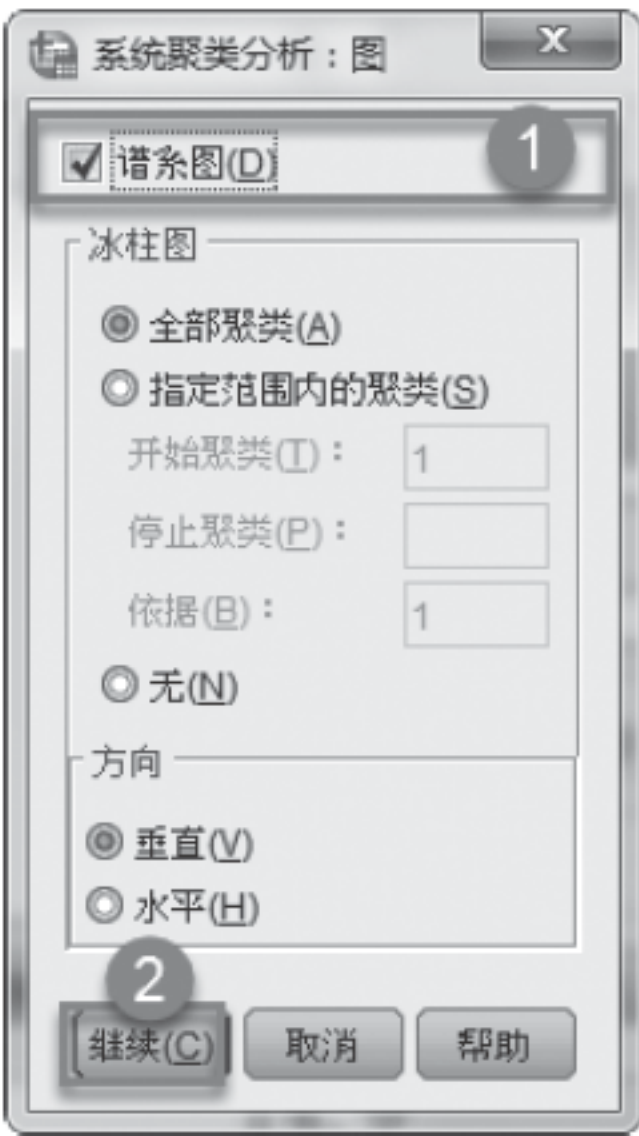 系统聚类分析：图
谱系图(D)
1
冰柱图
全部聚类(A)
指定范围内的聚类(S)
开始聚类(T)： 1
停止聚类(P)：
依据(B)： 1
无(N)
方向
垂直(V)
水平(H)
2
继续(C) 取消 帮助